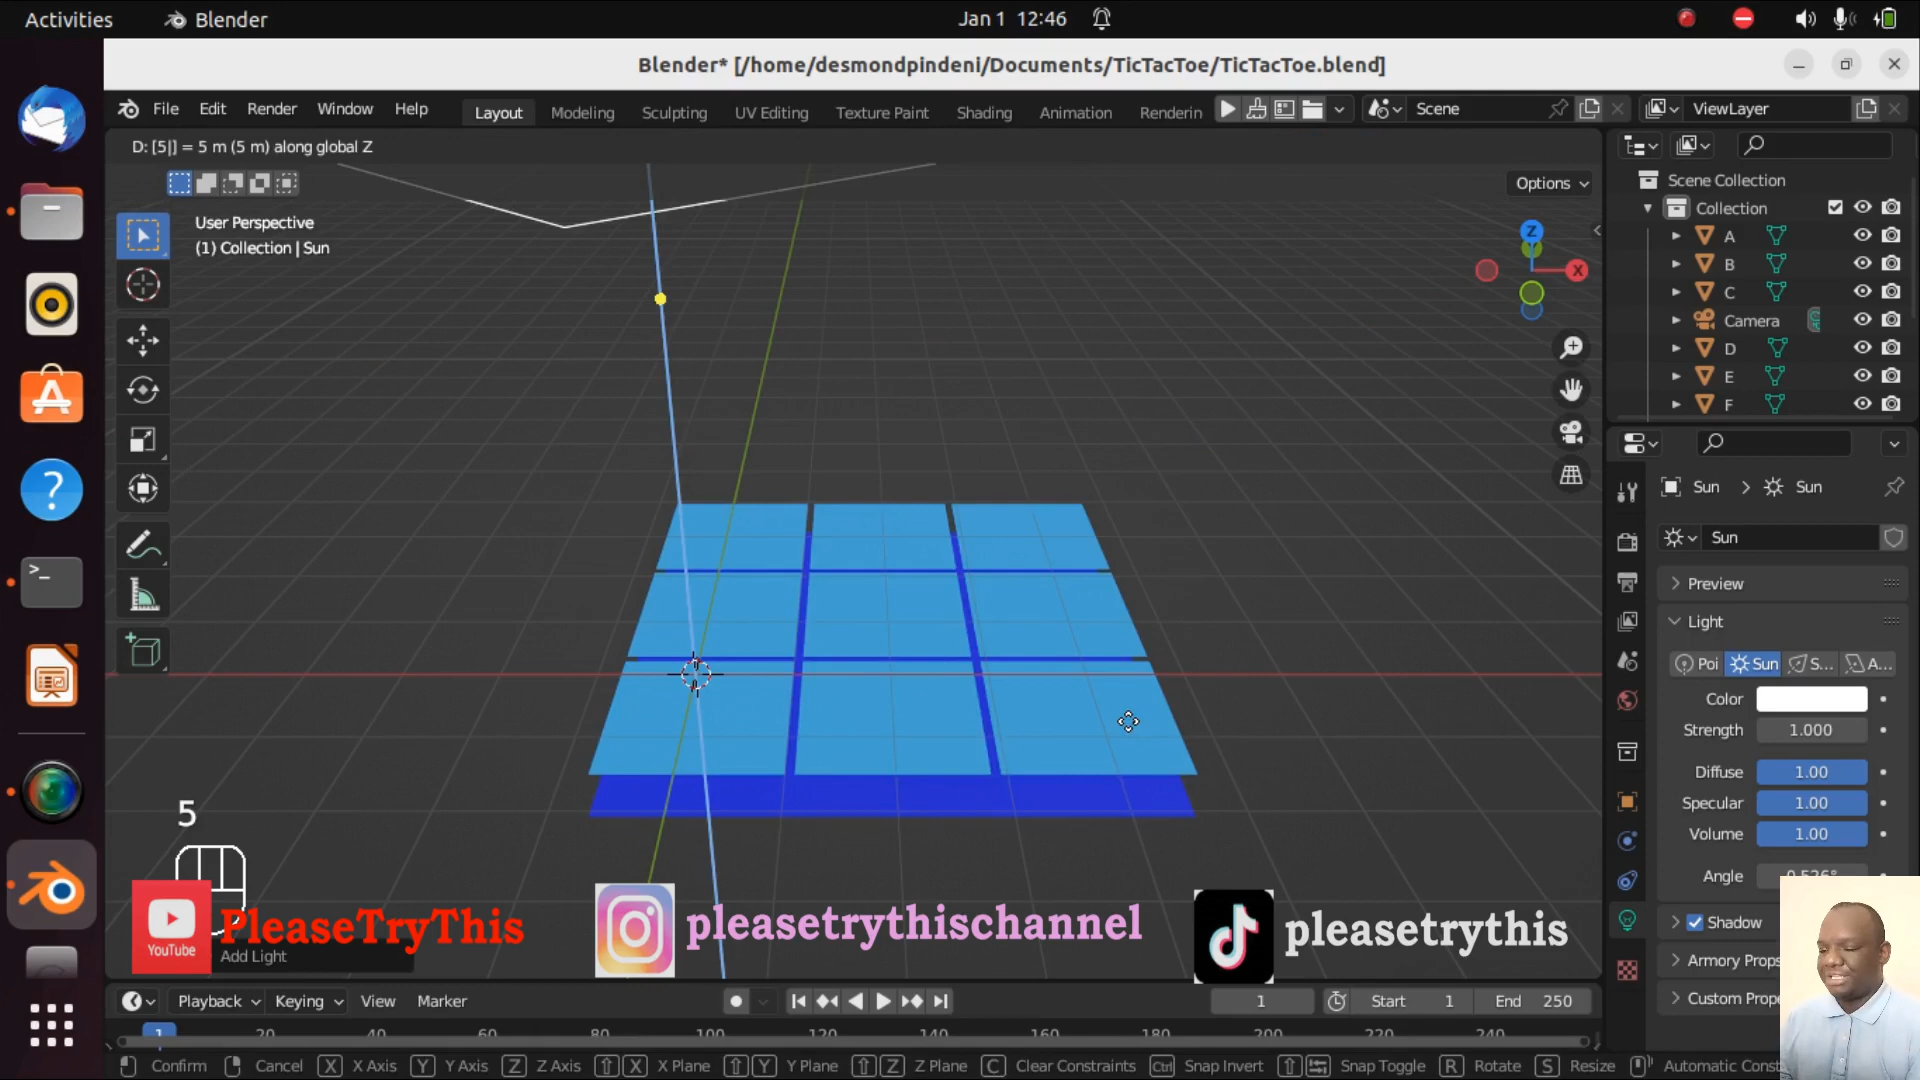 Activities Blender Jan 1 12:46
Blender* [/home/desmondpindeni/Documents/TicTacToe/TicTacToe.blend]
File Edit Render Window Help Layout Modeling Sculpting UV Editing Texture Paint Shading Animation Renderin Scene ViewLayer
D: [5|] = 5 m (5 m) along global Z
Options
User Perspective
(1) Collection | Sun
Z
X
Scene Collection
Collection
A
B
C
Camera
D
E
F
Sun > Sun
Sun
Preview
Light
Poi Sun S... A...
Color
Strength 1.000
Diffuse 1.00
Specular 1.00
Volume 1.00
Angle 0.526°
Shadow
Armory Props
Custom Prope
5
YouTube PleaseTryThis
Add Light
pleasetrythischannel
pleasetrythis
Playback Keying View Marker 1 Start 1 End 250
1 20 40 60 80 100 120 140 160 180 200 220 240
Confirm Cancel X X Axis Y Y Axis Z Z Axis X X Plane Y Y Plane Z Z Plane C Clear Constraints Ctrl Snap Invert Snap Toggle R Rotate S Resize Automatic Const